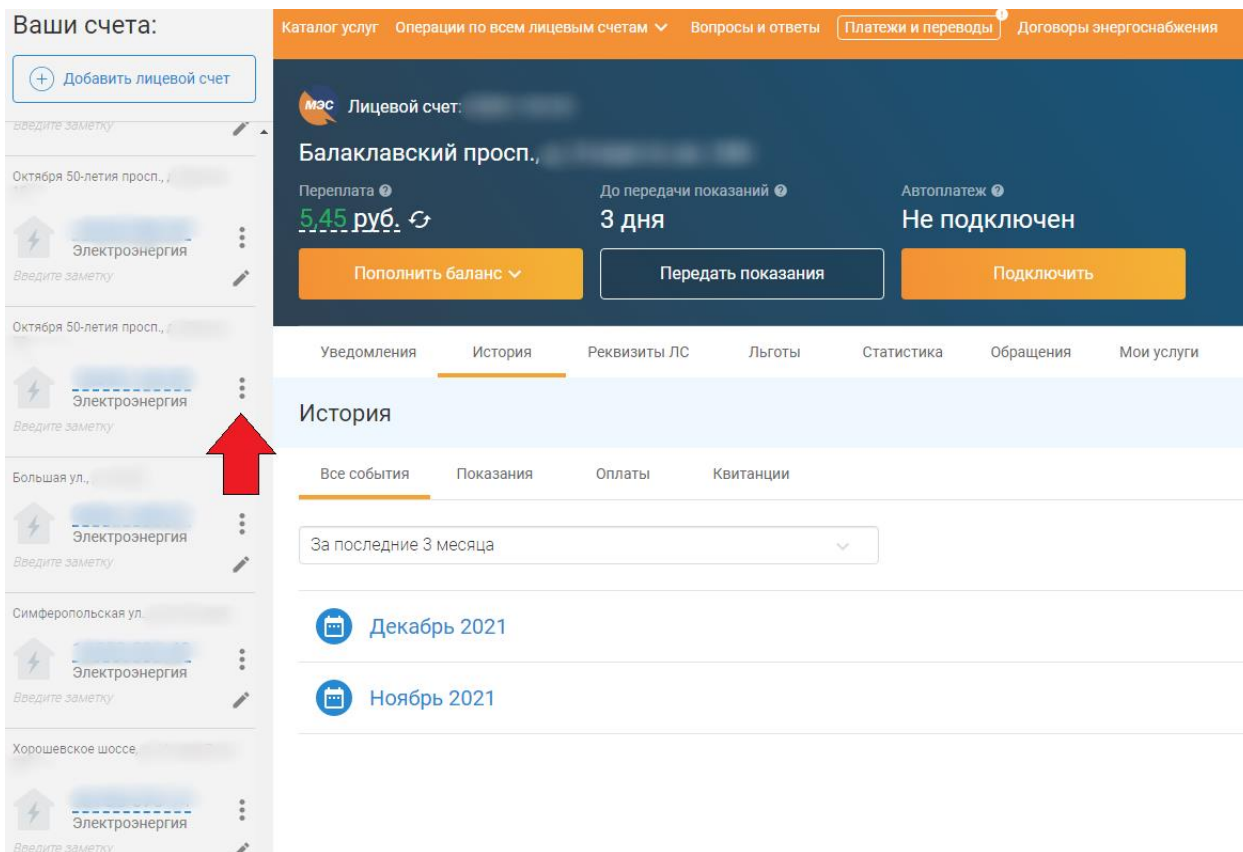 Ваши счета:
Добавить лицевой счет
Введите заметку
Октября 50-летия просп.,
Электроэнергия
Введите заметку
Октября 50-летия просп.,
Электроэнергия
Введите заметку
Большая ул.,
Электроэнергия
Введите заметку
Симферопольская ул.
Электроэнергия
Введите заметку
Хорошевское шоссе,
Электроэнергия
Введите заметку
Каталог услуг Операции по всем лицевым счетам Вопросы и ответы Платежи и переводы Договоры энергоснабжения
МЭС Лицевой счет:
Балаклавский просп.,
Переплата До передачи показаний Автоплатеж
5,45 руб. 3 дня Не подключен
Пополнить баланс Передать показания Подключить
Уведомления История Реквизиты ЛС Льготы Статистика Обращения Мои услуги
История
Все события Показания Оплаты Квитанции
За последние 3 месяца
Декабрь 2021
Ноябрь 2021